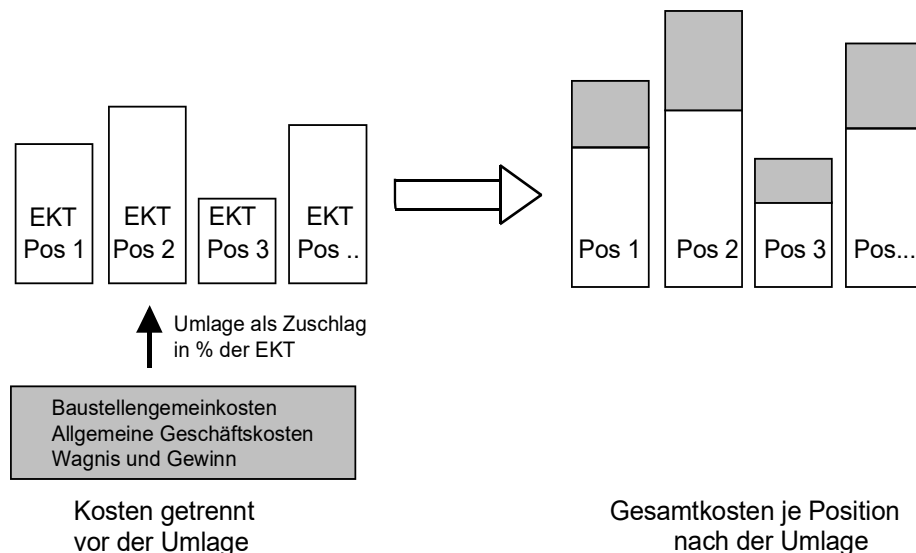 EKT
Pos 1
EKT
Pos 2
EKT
Pos 3
EKT
Pos ..
Pos 1
Pos 2
Pos 3
Pos...
Umlage als Zuschlag
in % der EKT
Baustellengemeinkosten
Allgemeine Geschäftskosten
Wagnis und Gewinn
Kosten getrennt
vor der Umlage
Gesamtkosten je Position
nach der Umlage